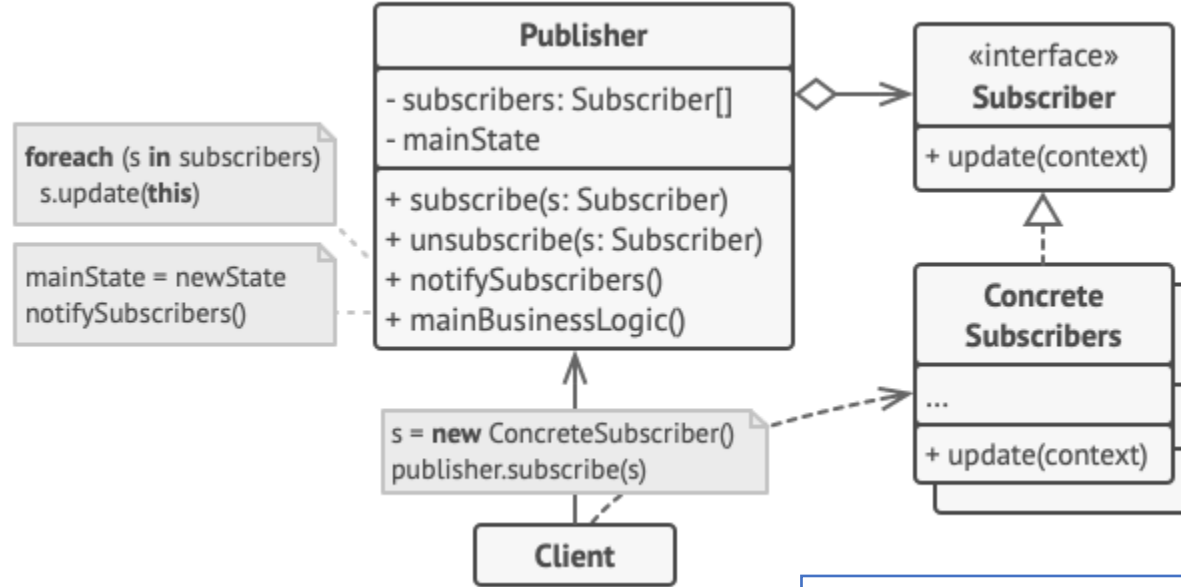 Publisher
- subscribers: Subscriber[]
- mainState
+ subscribe(s: Subscriber)
+ unsubscribe(s: Subscriber)
+ notifySubscribers()
+ mainBusinessLogic()
«interface»
Subscriber
+ update(context)
foreach (s in subscribers)
s.update(this)
mainState = newState
notifySubscribers()
Concrete
Subscribers
...
+ update(context)
s = new ConcreteSubscriber()
publisher.subscribe(s)
Client